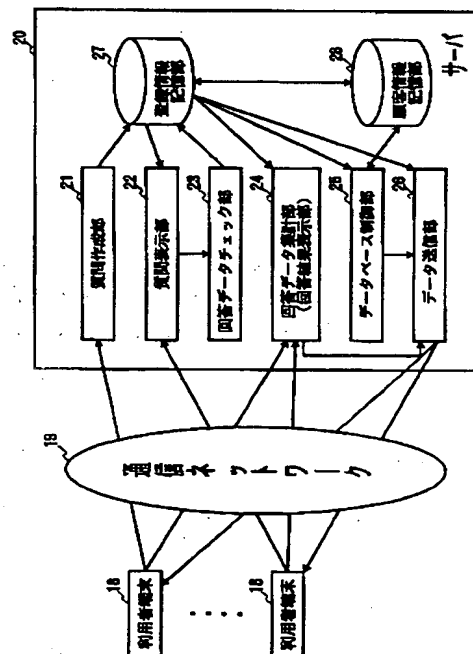 20
27
登録情報
記憶部
28
顧客情報
記憶部
サーバ
21
質問作成部
22
質問表示部
23
回答データチェック部
24
回答データ集計部
(回答結果表示部)
25
データベース制御部
26
データ送信部
19
通信ネットワーク
18
利用者端末
18
利用者端末